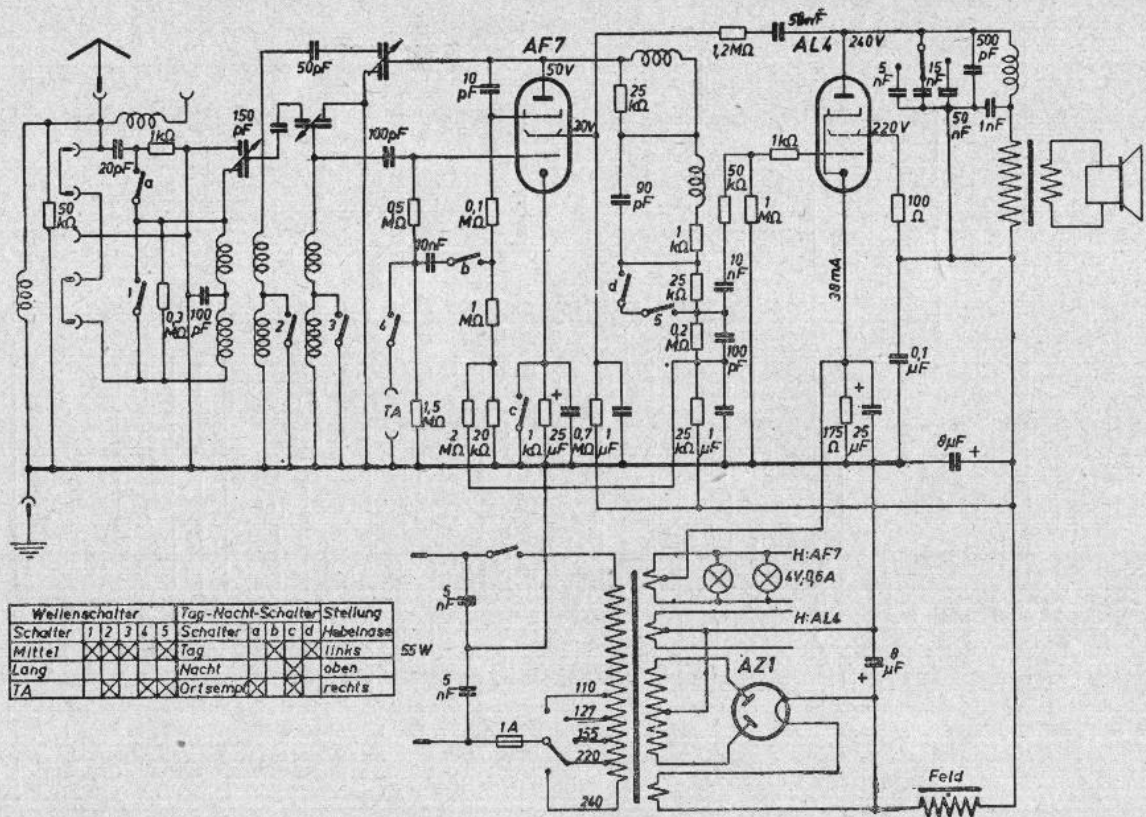 AF7
50V
20V
50pF
10 pF
150 pF
1kΩ
20pF
a
50 kΩ
1
0,3 MΩ
100 pF
2
3
100pF
0,5 MΩ
0,1 MΩ
10nF
b
1 MΩ
4
TA
1,5 MΩ
2 MΩ
20 kΩ
c
1 kΩ
25 µF
0,7 MΩ
1 µF
1,2MΩ
25 kΩ
90 pF
1 kΩ
d
25 kΩ
5
0,2 MΩ
100 pF
25 kΩ
1 µF
50 kΩ
1 MΩ
10 nF
1kΩ
AL4
240V
220V
5 nF
15 nF
50 nF
500 pF
1nF
100 Ω
38mA
0,1 µF
175 Ω
+
25 µF
8µF
+
H:AF7
4V,0,6A
H:AL4
AZ1
8 µF
+
Feld
5 nF
55W
5 nF
1A
110
127
155
220
240
Wellenschalter Tag-Nacht-Schalter Stellung
Schalter 1 2 3 4 5 Schalter a b c d Hebelnase
Mittel Tag links
Lang Nacht oben
TA Ortsempf rechts